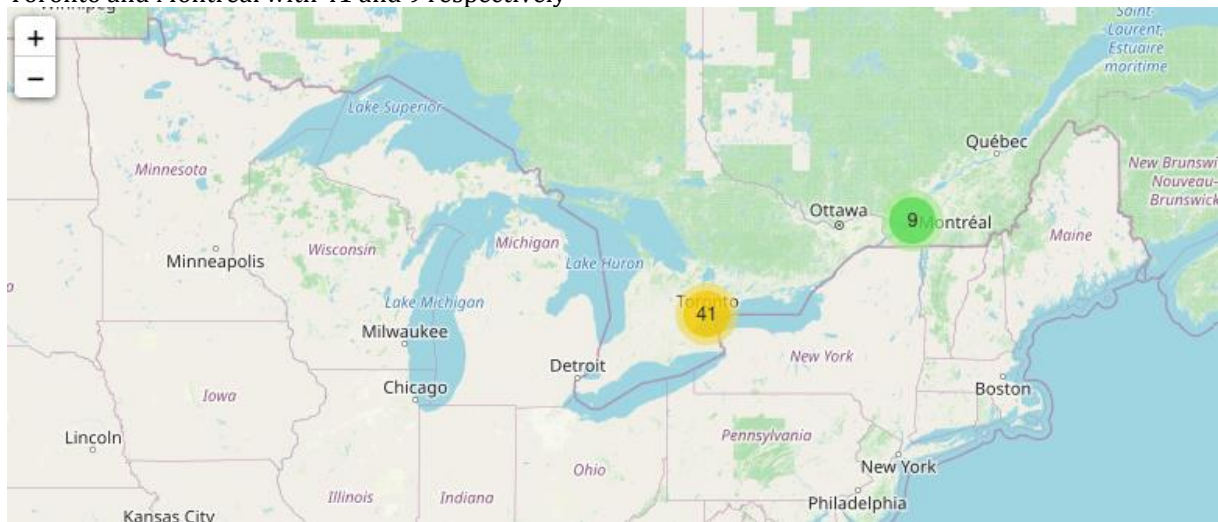 Toronto and Montreal with 41 and 9 respectively
Winnipeg
+
−
Saint-
Laurent,
Estuaire
maritime
Lake Superior
Québec
Minnesota
New Brunswi
Nouveau-
Brunswick
Ottawa
9
Montréal
Maine
Michigan
Wisconsin
Minneapolis
Lake Huron
Lake Michigan
Toronto
41
Milwaukee
New York
Detroit
Chicago
Boston
Iowa
Lincoln
Pennsylvania
Ohio
New York
Illinois
Indiana
Philadelphia
Kansas City